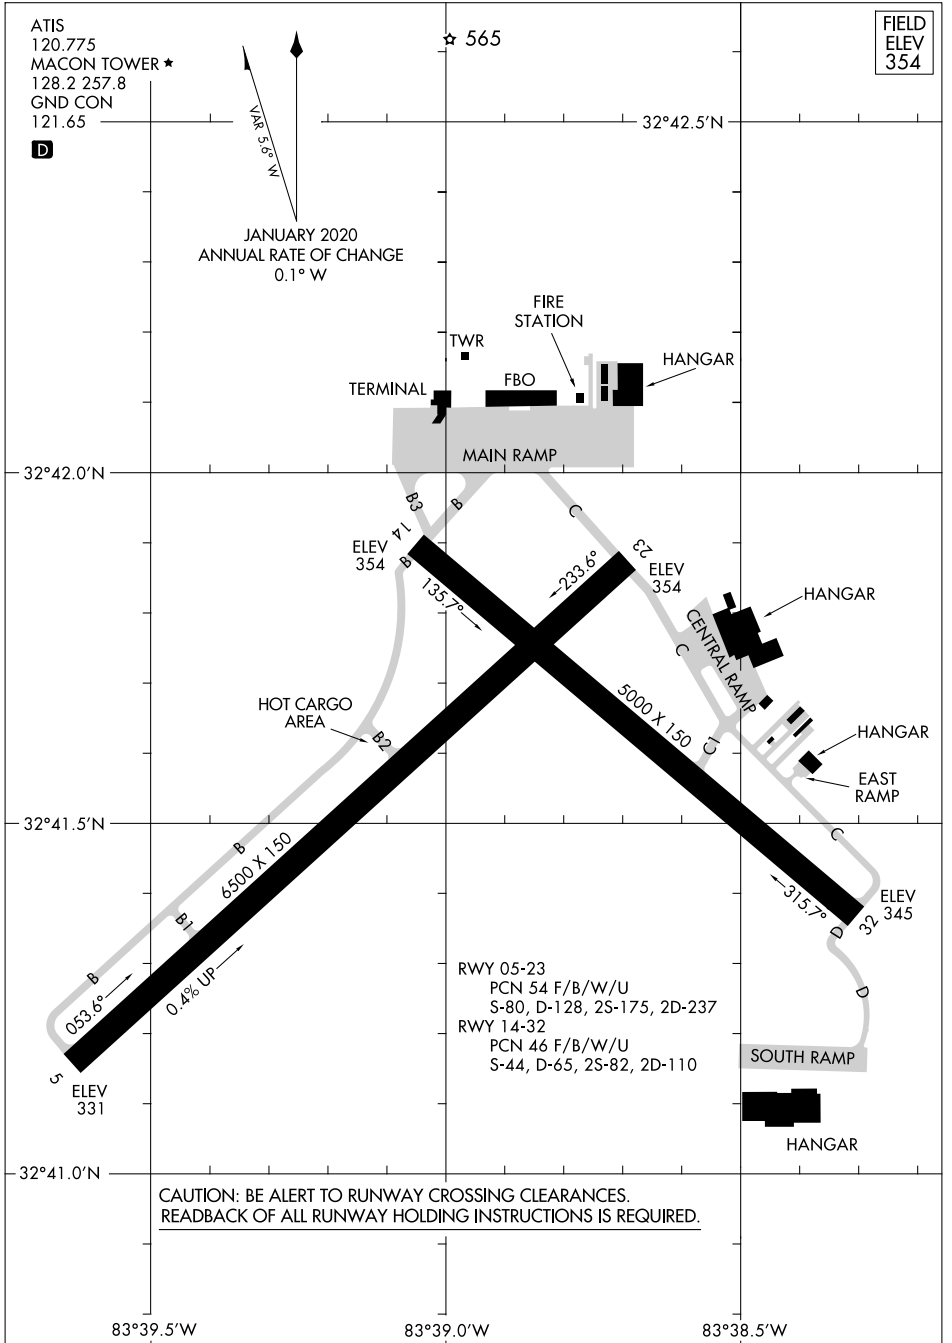 ATIS
120.775
MACON TOWER ★
128.2 257.8
GND CON
121.65
D
565
FIELD
ELEV
354
VAR 5.6° W
JANUARY 2020
ANNUAL RATE OF CHANGE
0.1° W
32°42.5'N
FIRE
STATION
TWR
HANGAR
TERMINAL
FBO
MAIN RAMP
32°42.0'N
B3
B
C
14
23
ELEV
354
B
233.6°
ELEV
354
135.7°
HANGAR
C
CENTRAL RAMP
C
5000 X 150
HOT CARGO
AREA
B2
C1
HANGAR
EAST
RAMP
32°41.5'N
C
B
6500 X 150
315.7°
ELEV
345
32
B1
D
B
053.6°
0.4% UP
D
RWY 05-23
PCN 54 F/B/W/U
S-80, D-128, 2S-175, 2D-237
RWY 14-32
PCN 46 F/B/W/U
S-44, D-65, 2S-82, 2D-110
SOUTH RAMP
5
ELEV
331
HANGAR
32°41.0'N
CAUTION: BE ALERT TO RUNWAY CROSSING CLEARANCES.
READBACK OF ALL RUNWAY HOLDING INSTRUCTIONS IS REQUIRED.
83°39.5'W
83°39.0'W
83°38.5'W